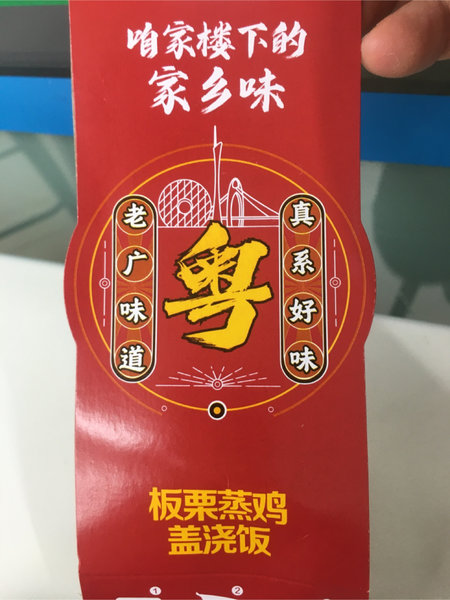 咱家楼下的
家乡味
老广味道
粤
真系好味
板栗蒸鸡
盖浇饭
1 2